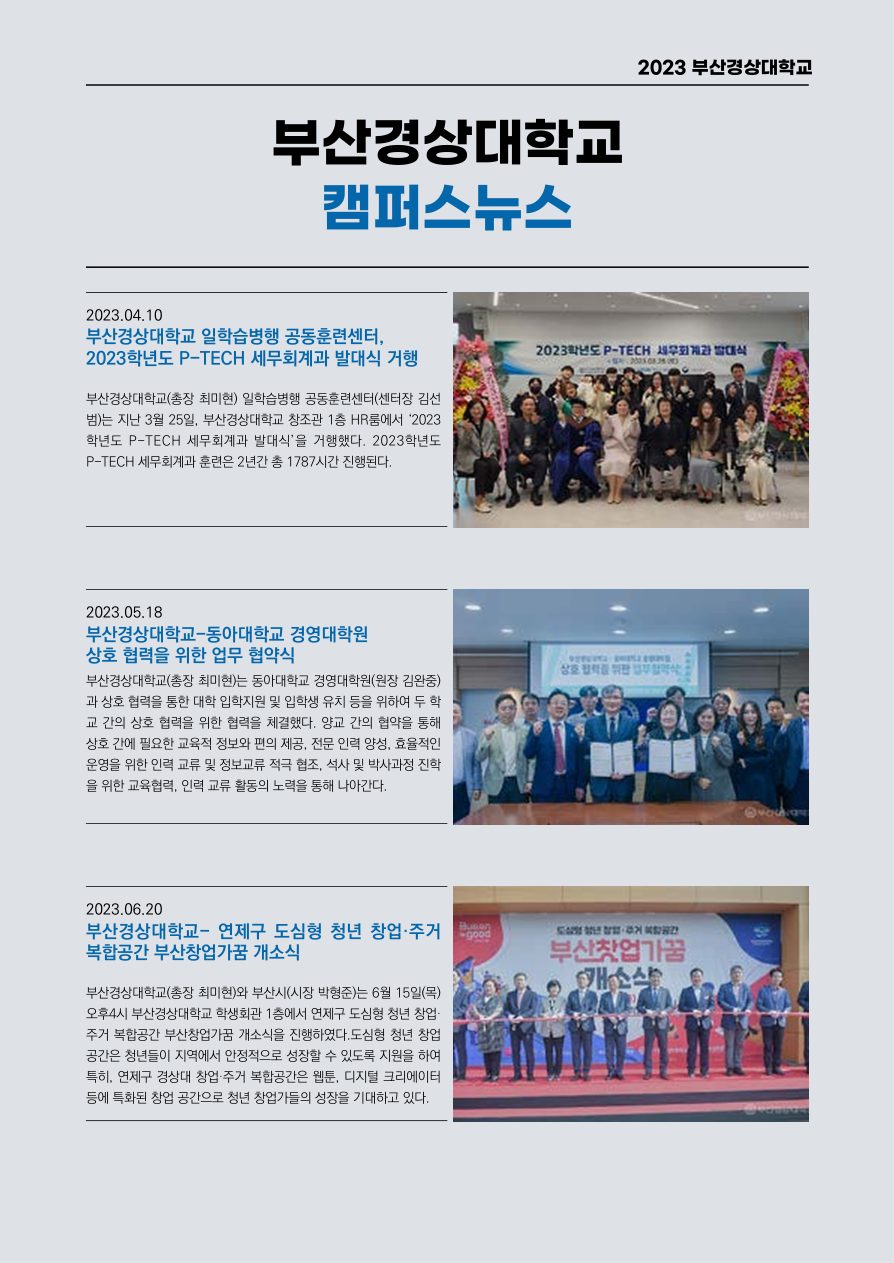 2023 부산경상대학교
부산경상대학교
캠퍼스뉴스
2023.04.10
부산경상대학교 일학습병행 공동훈련센터,
2023학년도 P-TECH 세무회계과 발대식 거행
부산경상대학교(총장 최미현) 일학습병행 공동훈련센터(센터장 김선
범)는 지난 3월 25일, 부산경상대학교 창조관 1층 HR룸에서 ‘2023
학년도 P-TECH 세무회계과 발대식’을 거행했다. 2023학년도
P-TECH 세무회계과 훈련은 2년간 총 1787시간 진행된다.
2023학년도 P-TECH 세무회계과 발대식
2023.05.18
부산경상대학교-동아대학교 경영대학원
상호 협력을 위한 업무 협약식
부산경상대학교(총장 최미현)는 동아대학교 경영대학원(원장 김완중)
과 상호 협력을 통한 대학 입학지원 및 입학생 유치 등을 위하여 두 학
교 간의 상호 협력을 위한 협력을 체결했다. 양교 간의 협약을 통해
상호 간에 필요한 교육적 정보와 편의 제공, 전문 인력 양성, 효율적인
운영을 위한 인력 교류 및 정보교류 적극 협조, 석사 및 박사과정 진학
을 위한 교육협력, 인력 교류 활동의 노력을 통해 나아간다.
상호 협력을 위한 업무협약식
2023.06.20
부산경상대학교- 연제구 도심형 청년 창업·주거
복합공간 부산창업가꿈 개소식
부산경상대학교(총장 최미현)와 부산시(시장 박형준)는 6월 15일(목)
오후4시 부산경상대학교 학생회관 1층에서 연제구 도심형 청년 창업·
주거 복합공간 부산창업가꿈 개소식을 진행하였다.도심형 청년 창업
공간은 청년들이 지역에서 안정적으로 성장할 수 있도록 지원을 하여
특히, 연제구 경상대 창업·주거 복합공간은 웹툰, 디지털 크리에이터
등에 특화된 창업 공간으로 청년 창업가들의 성장을 기대하고 있다.
Busan is good
도심형 청년 창업·주거 복합공간
부산창업가꿈
개소식